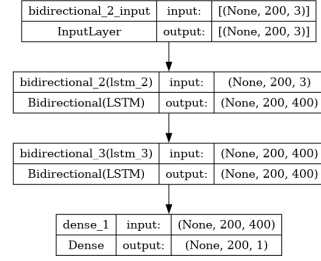 bidirectional_2_input input: [(None, 200, 3)]
InputLayer output: [(None, 200, 3)]
bidirectional_2(lstm_2) input: (None, 200, 3)
Bidirectional(LSTM) output: (None, 200, 400)
bidirectional_3(lstm_3) input: (None, 200, 400)
Bidirectional(LSTM) output: (None, 200, 400)
dense_1 input: (None, 200, 400)
Dense output: (None, 200, 1)